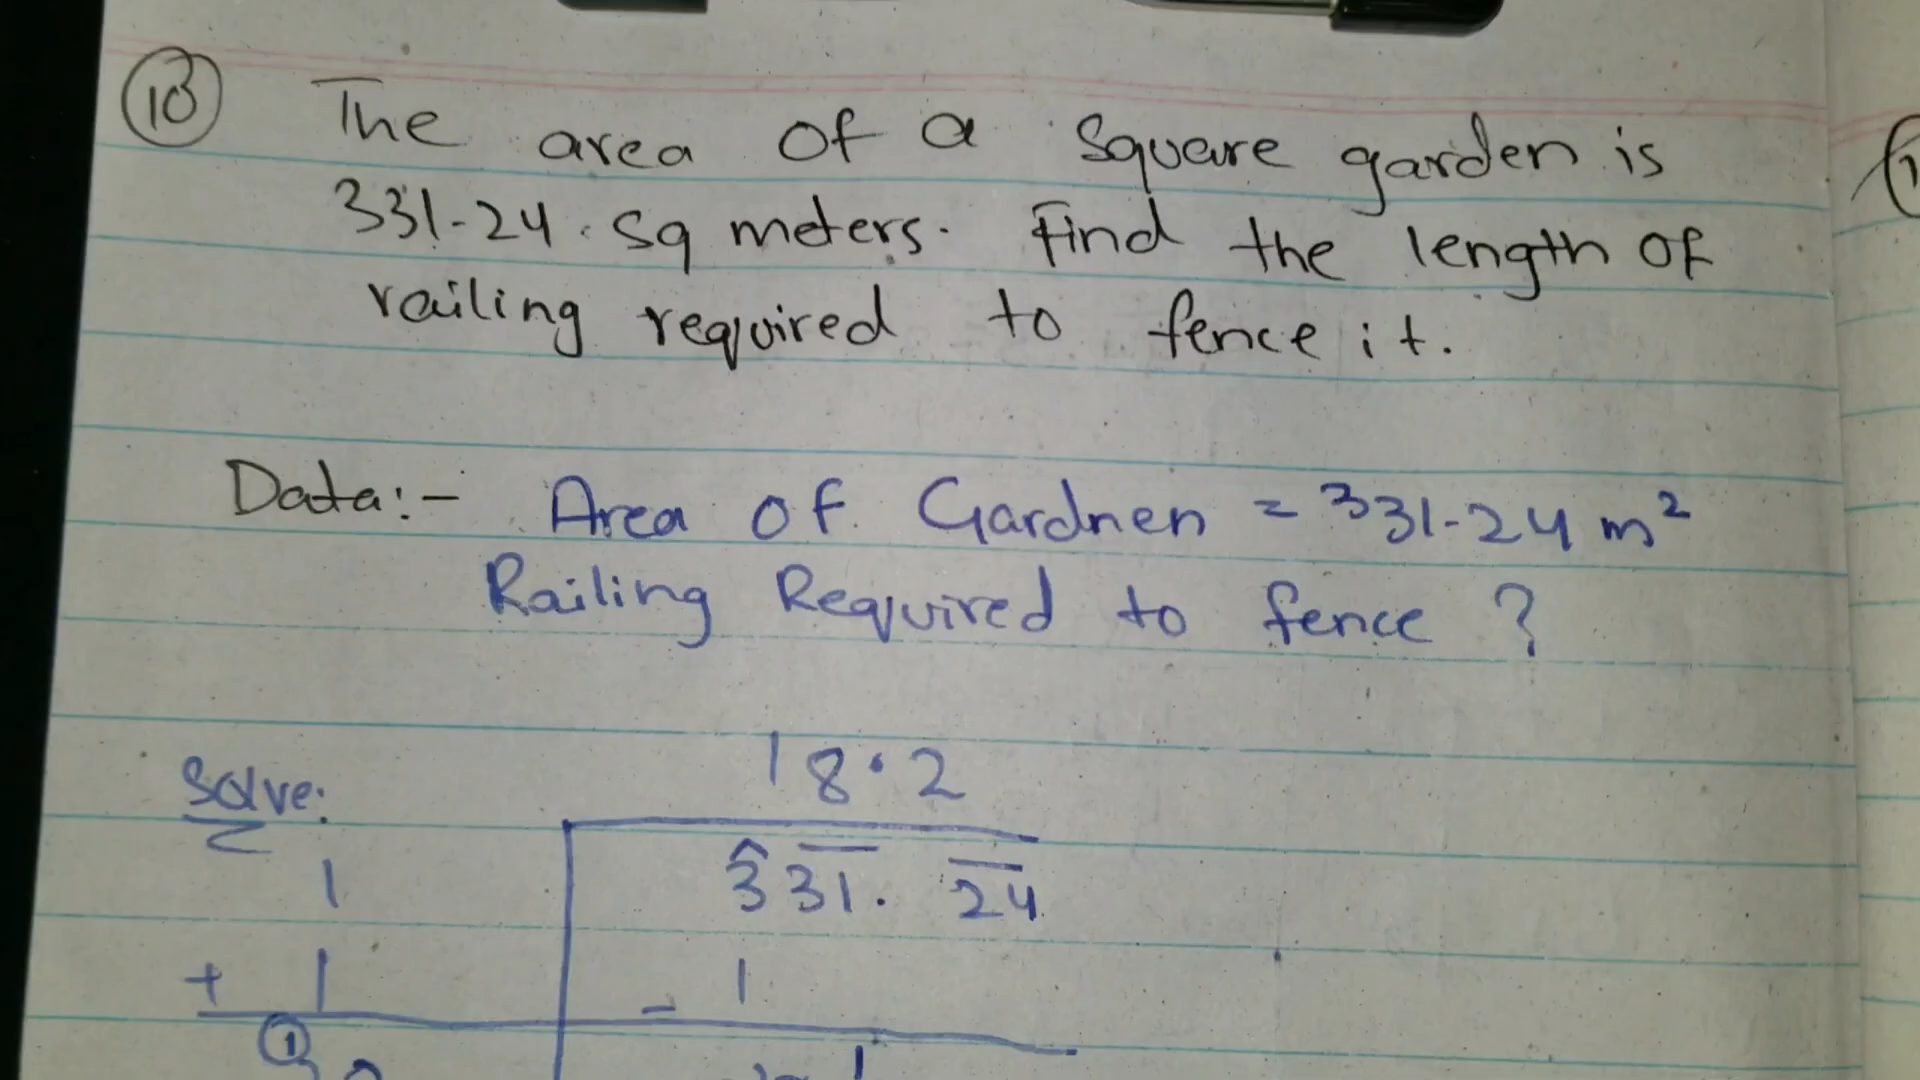 10 The area of a Square garden is
331-24. Sq meters. Find the length of
railing required to fence it.
Data:- Area of Gardnen = 331-24 m²
Railing Required to fence ?
Solve: 18.2
331. 24
1
+ 1 - 1
1